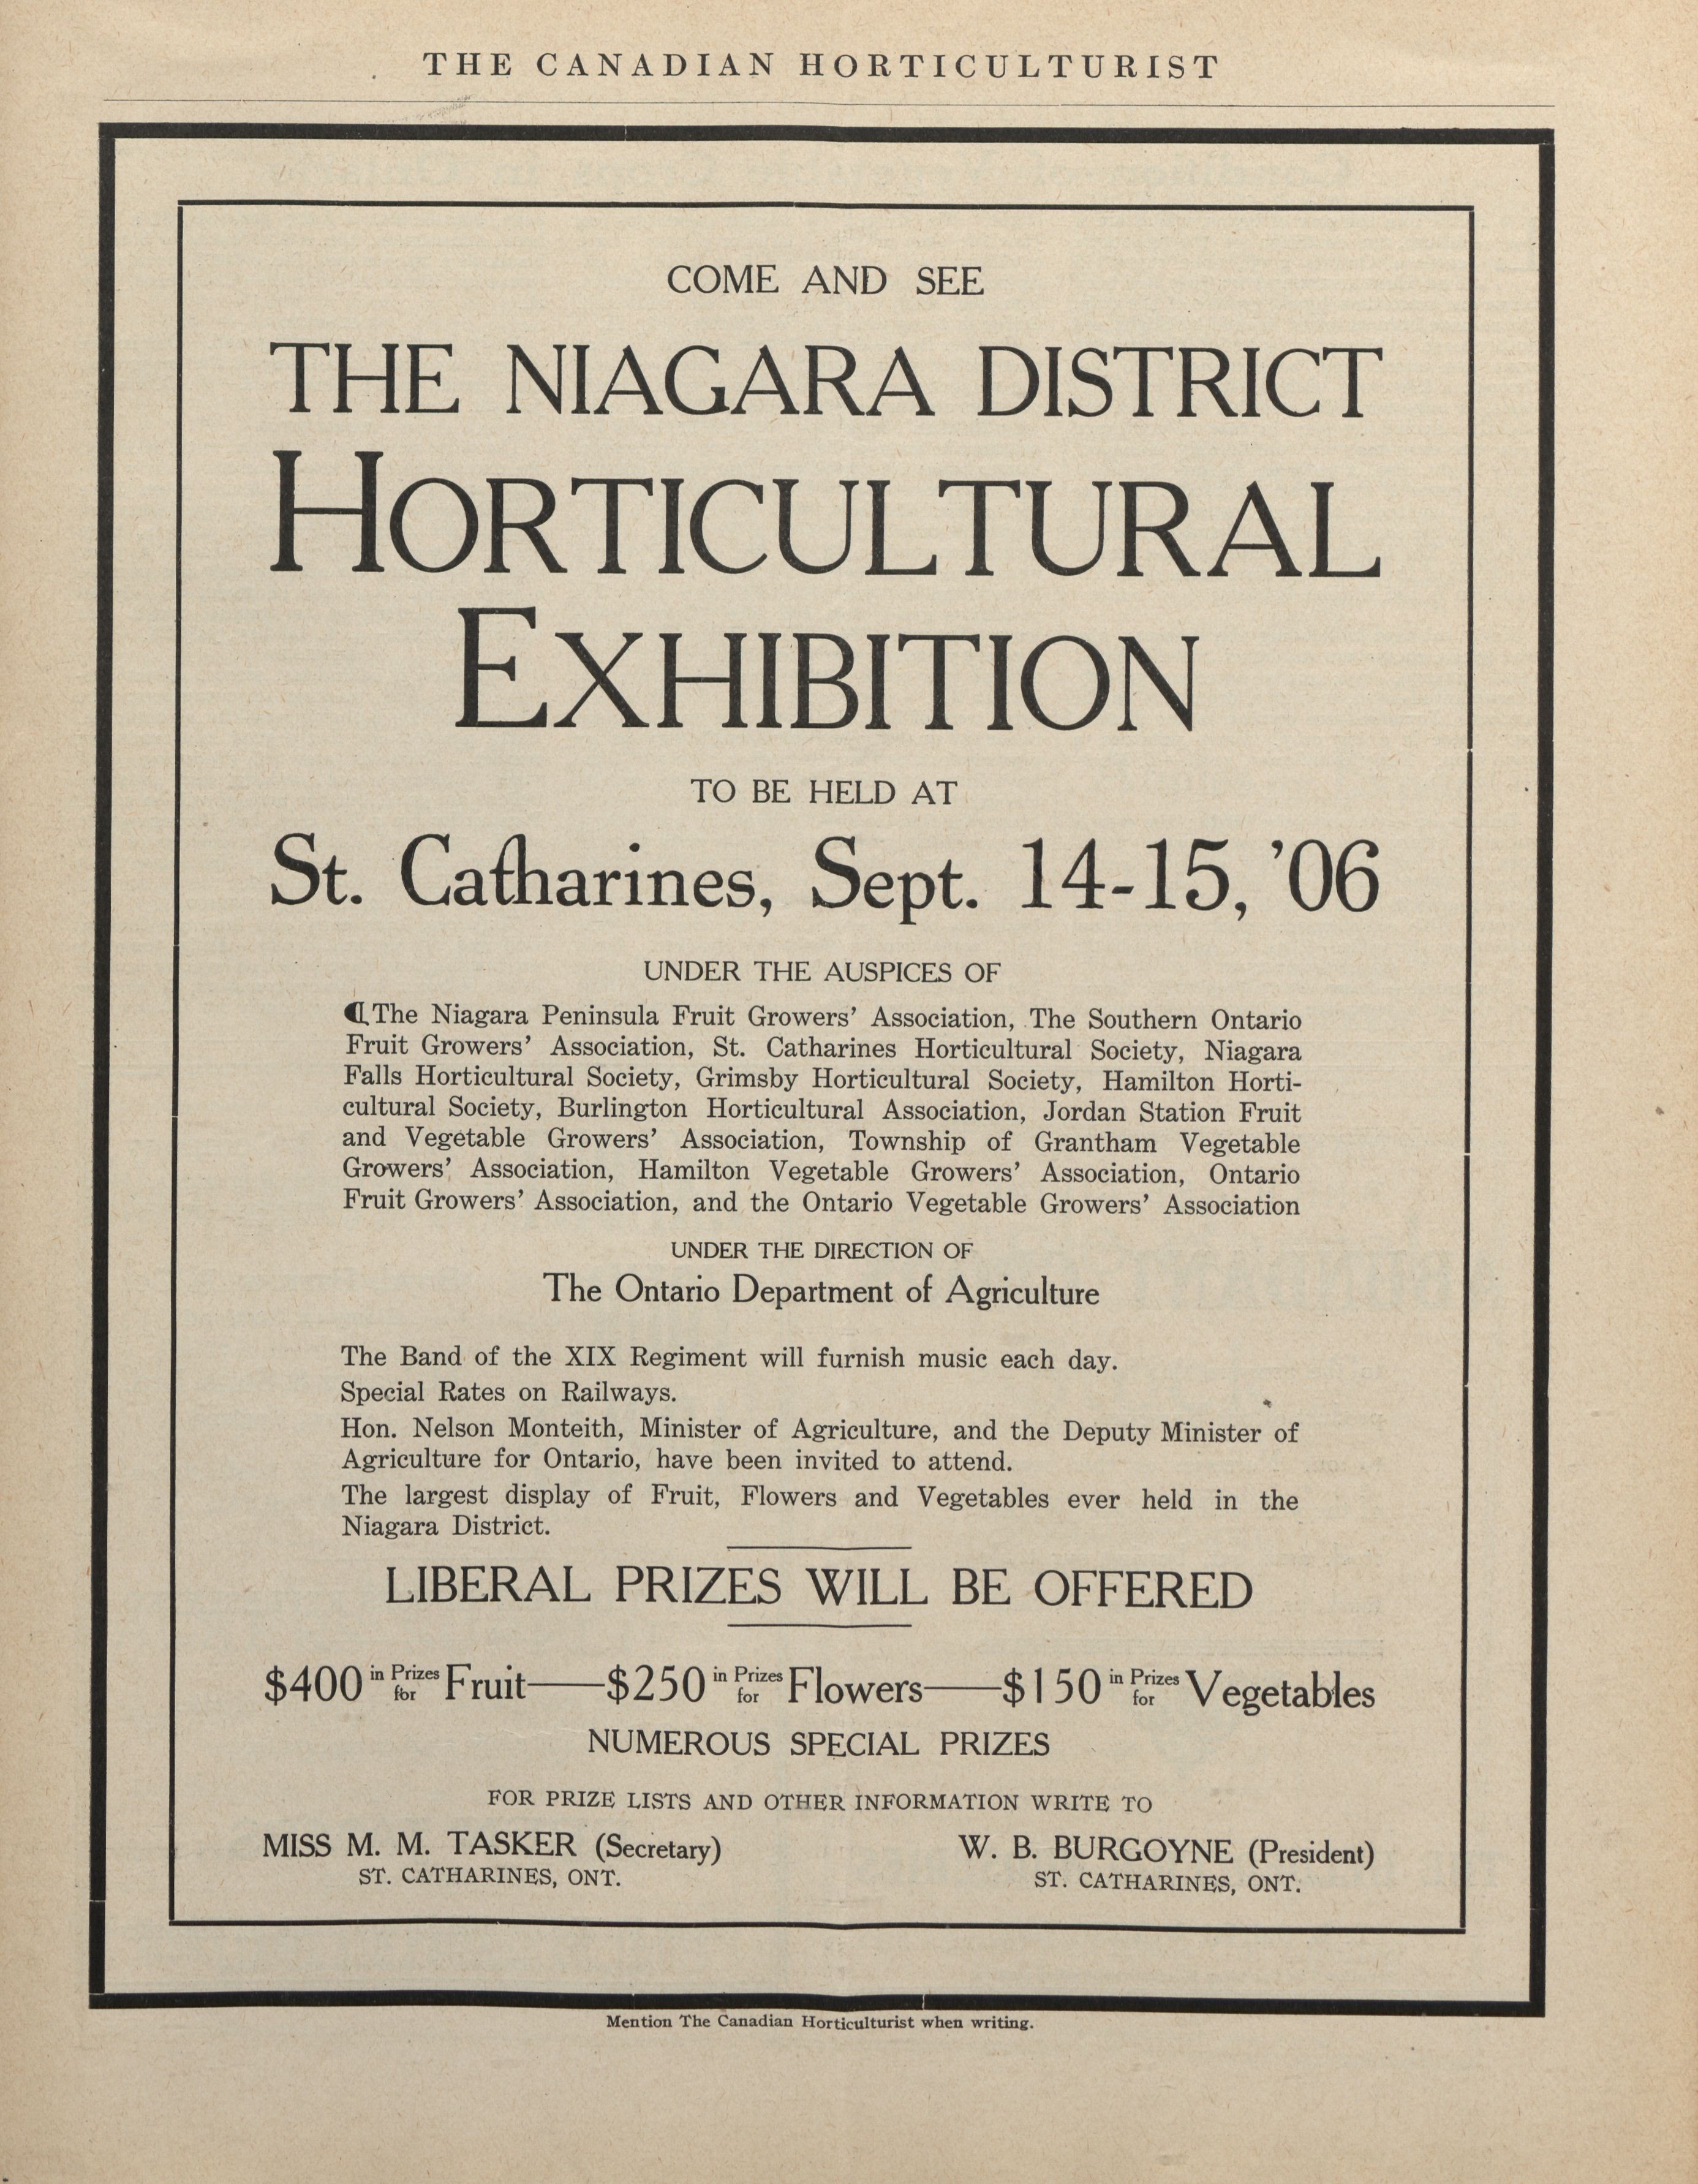 THE CANADIAN HORTICULTURIST
COME AND SEE
THE NIAGARA DISTRICT
HORTICULTURAL
EXHIBITION
TO BE HELD AT
St. Catharines, Sept. 14-15, '06
UNDER THE AUSPICES OF
¶The Niagara Peninsula Fruit Growers' Association, The Southern Ontario
Fruit Growers' Association, St. Catharines Horticultural Society, Niagara
Falls Horticultural Society, Grimsby Horticultural Society, Hamilton Horti-
cultural Society, Burlington Horticultural Association, Jordan Station Fruit
and Vegetable Growers' Association, Township of Grantham Vegetable
Growers' Association, Hamilton Vegetable Growers' Association, Ontario
Fruit Growers' Association, and the Ontario Vegetable Growers' Association
UNDER THE DIRECTION OF
The Ontario Department of Agriculture
The Band of the XIX Regiment will furnish music each day.
Special Rates on Railways.
Hon. Nelson Monteith, Minister of Agriculture, and the Deputy Minister of
Agriculture for Ontario, have been invited to attend.
The largest display of Fruit, Flowers and Vegetables ever held in the
Niagara District.
LIBERAL PRIZES WILL BE OFFERED
$400 in Prizes for Fruit—$250 in Prizes for Flowers—$150 in Prizes for Vegetables
NUMEROUS SPECIAL PRIZES
FOR PRIZE LISTS AND OTHER INFORMATION WRITE TO
MISS M. M. TASKER (Secretary) W. B. BURGOYNE (President)
ST. CATHARINES, ONT. ST. CATHARINES, ONT.
Mention The Canadian Horticulturist when writing.